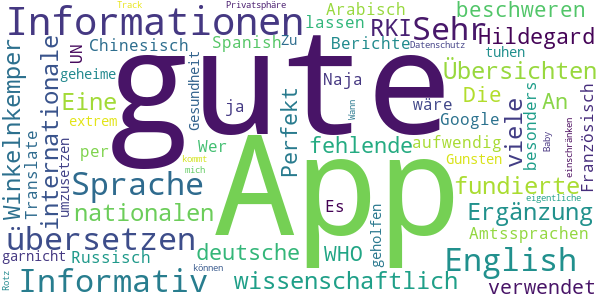 Track
Privatsphäre
Informationen
Arabisch
beschweren
lassen
RKI
Sehr
Hildegard
Chinesisch
Spanish
Zu
Berichte
Datenschutz
tuhen
UN
geheime
Gesundheit
Naja
Übersichten
Winkelnkemper
internationale
Eine
gute
ja
wäre
Google
Die
An
extrem
Perfekt
Wann
viele
besonders
Französisch
Translate
umzusetzen
per
Wer
fehlende
aufwendig
Baby
einschränken
garnicht
kommt
Gunsten
Sprache
mich
App
fundierte
nationalen
Es
geholfen
eigentliche
Ergänzung
übersetzen
deutsche
WHO
Amtssprachen
Russisch
English
Rotz
Informativ
können
wissenschaftlich
verwendet